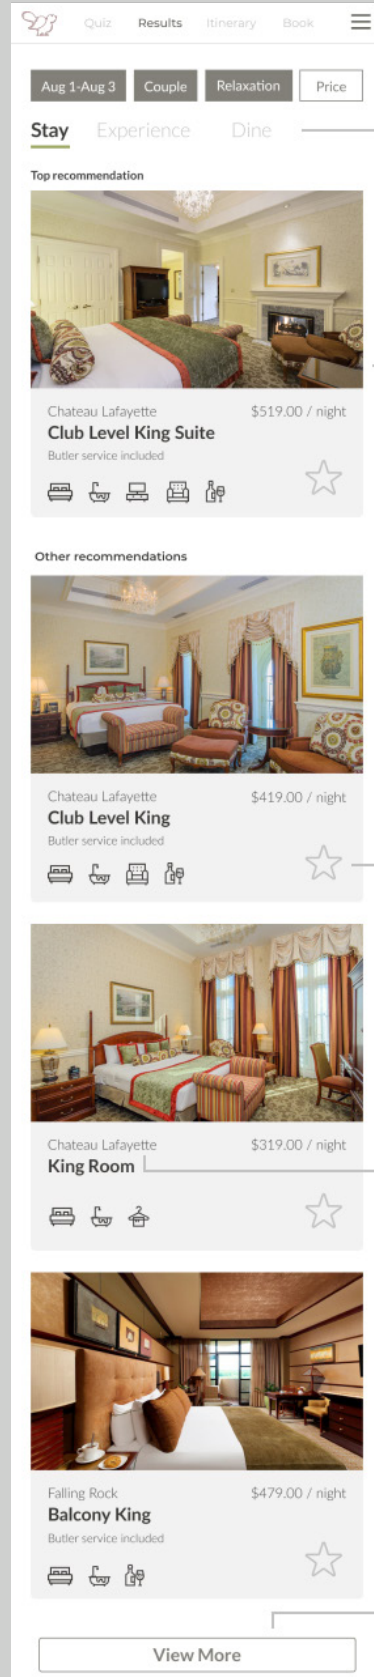 Quiz Results Itinerary Book
Aug 1-Aug 3 Couple Relaxation Price
Stay Experience Dine
Top recommendation
Chateau Lafayette $519.00 / night
Club Level King Suite
Butler service included
Other recommendations
Chateau Lafayette $419.00 / night
Club Level King
Butler service included
Chateau Lafayette $319.00 / night
King Room
Falling Rock $479.00 / night
Balcony King
Butler service included
View More